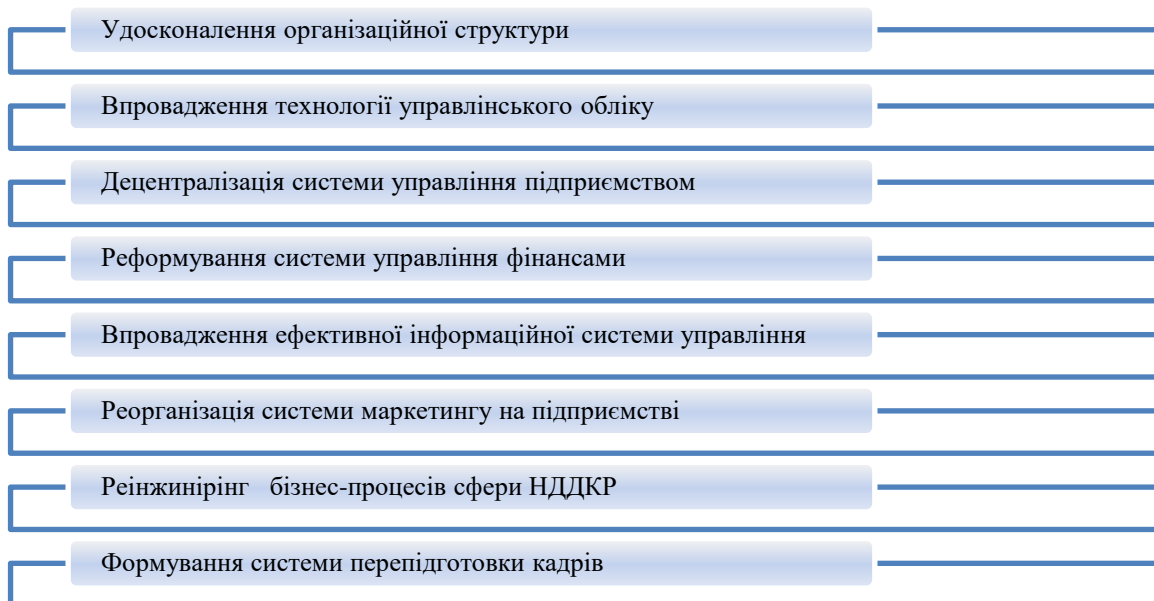 Удосконалення організаційної структури
Впровадження технології управлінського обліку
Децентралізація системи управління підприємством
Реформування системи управління фінансами
Впровадження ефективної інформаційної системи управління
Реорганізація системи маркетингу на підприємстві
Реінжинірінг бізнес-процесів сфери НДДКР
Формування системи перепідготовки кадрів